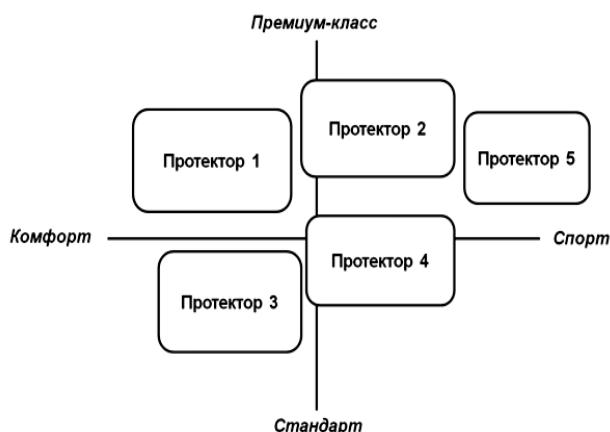 Премиум-класс
Протектор 2
Протектор 1
Протектор 5
Комфорт
Спорт
Протектор 4
Протектор 3
Стандарт